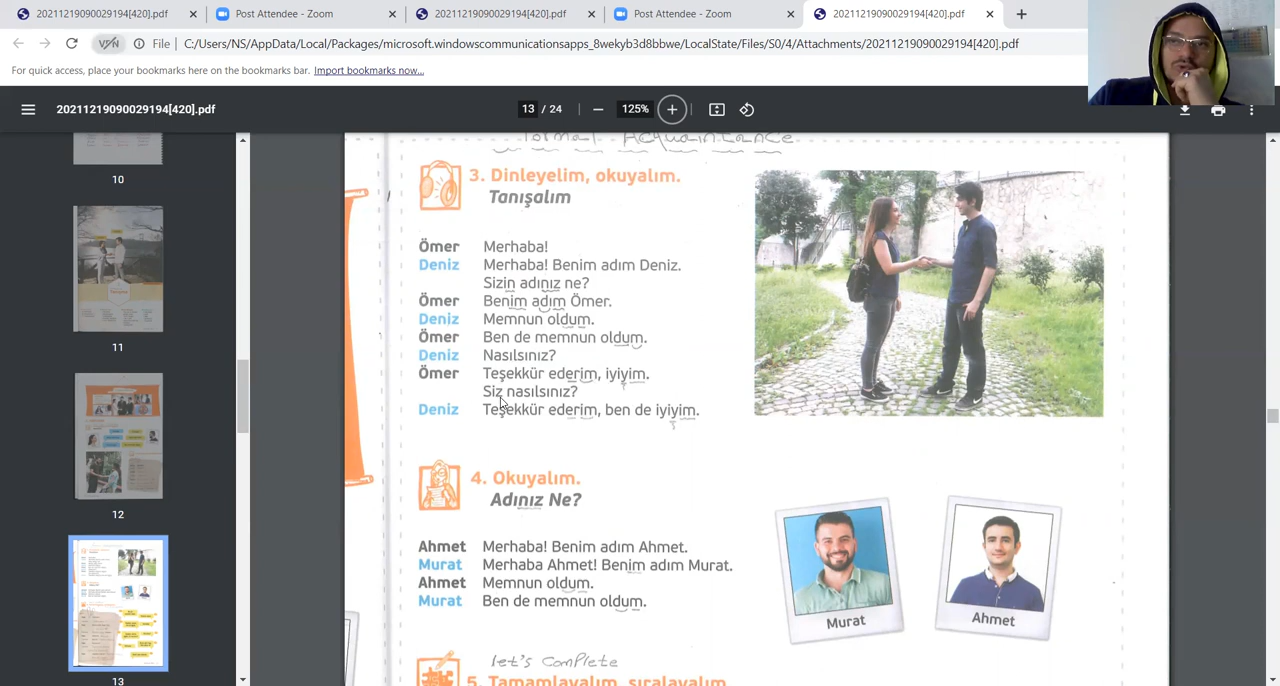 20211219090029194[420].pdf
Post Attendee - Zoom
20211219090029194[420].pdf
Post Attendee - Zoom
20211219090029194[420].pdf
VPN
File
C:/Users/NS/AppData/Local/Packages/microsoft.windowscommunicationsapps_8wekyb3d8bbwe/LocalState/Files/S0/4/Attachments/20211219090029194[420].pdf
For quick access, place your bookmarks here on the bookmarks bar. Import bookmarks now...
20211219090029194[420].pdf
13 / 24
125%
10
11
12
13
Formal Acquaintance
3. Dinleyelim, okuyalım.
Tanışalım
Ömer Merhaba!
Deniz Merhaba! Benim adım Deniz.
Sizin adınız ne?
Ömer Benim adım Ömer.
Deniz Memnun oldum.
Ömer Ben de memnun oldum.
Deniz Nasılsınız?
Ömer Teşekkür ederim, iyiyim.
Siz nasılsınız?
Deniz Teşekkür ederim, ben de iyiyim.
4. Okuyalım.
Adınız Ne?
Ahmet Merhaba! Benim adım Ahmet.
Murat Merhaba Ahmet! Benim adım Murat.
Ahmet Memnun oldum.
Murat Ben de memnun oldum.
Murat
Ahmet
let's Complete
5. Tamamlayalım, sıralayalım